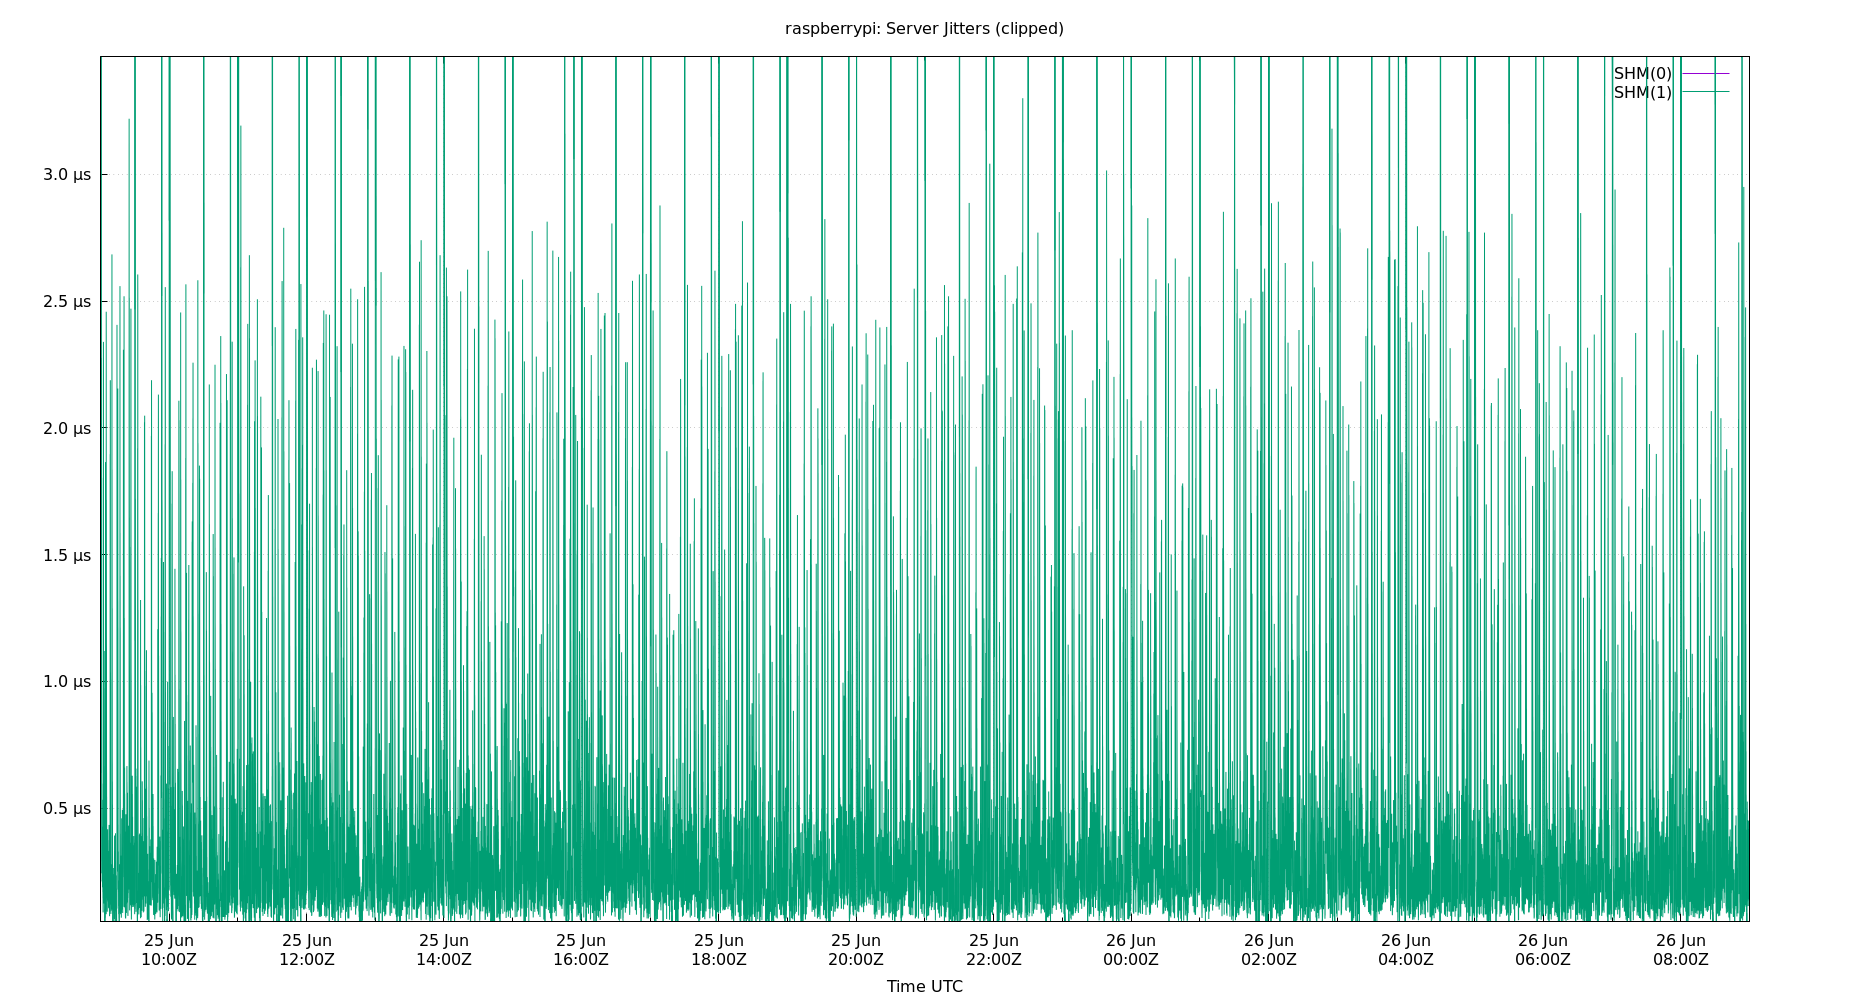 raspberrypi: Server Jitters (clipped)
SHM(0)
SHM(1)
3.0 µs
2.5 µs
2.0 µs
1.5 µs
1.0 µs
0.5 µs
25 Jun 25 Jun 25 Jun 25 Jun 25 Jun 25 Jun 25 Jun 26 Jun 26 Jun 26 Jun 26 Jun 26 Jun
10:00Z 12:00Z 14:00Z 16:00Z 18:00Z 20:00Z 22:00Z 00:00Z 02:00Z 04:00Z 06:00Z 08:00Z
Time UTC